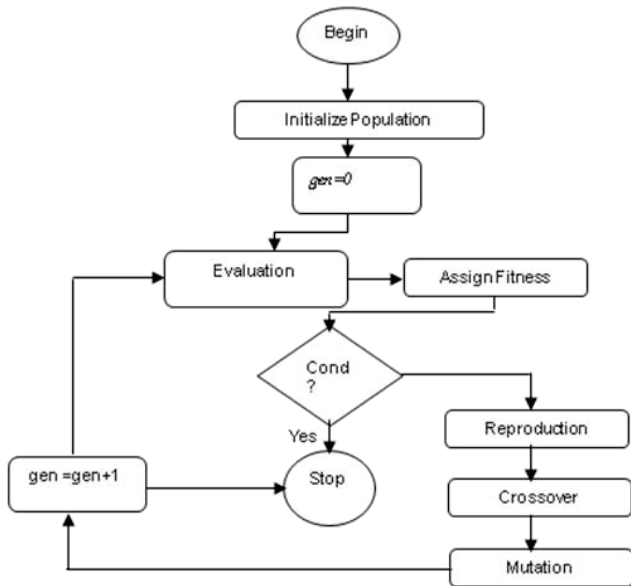 Begin
Initialize Population
gen=0
Evaluation
Assign Fitness
Cond
?
Yes
Reproduction
gen =gen+1
Stop
Crossover
Mutation